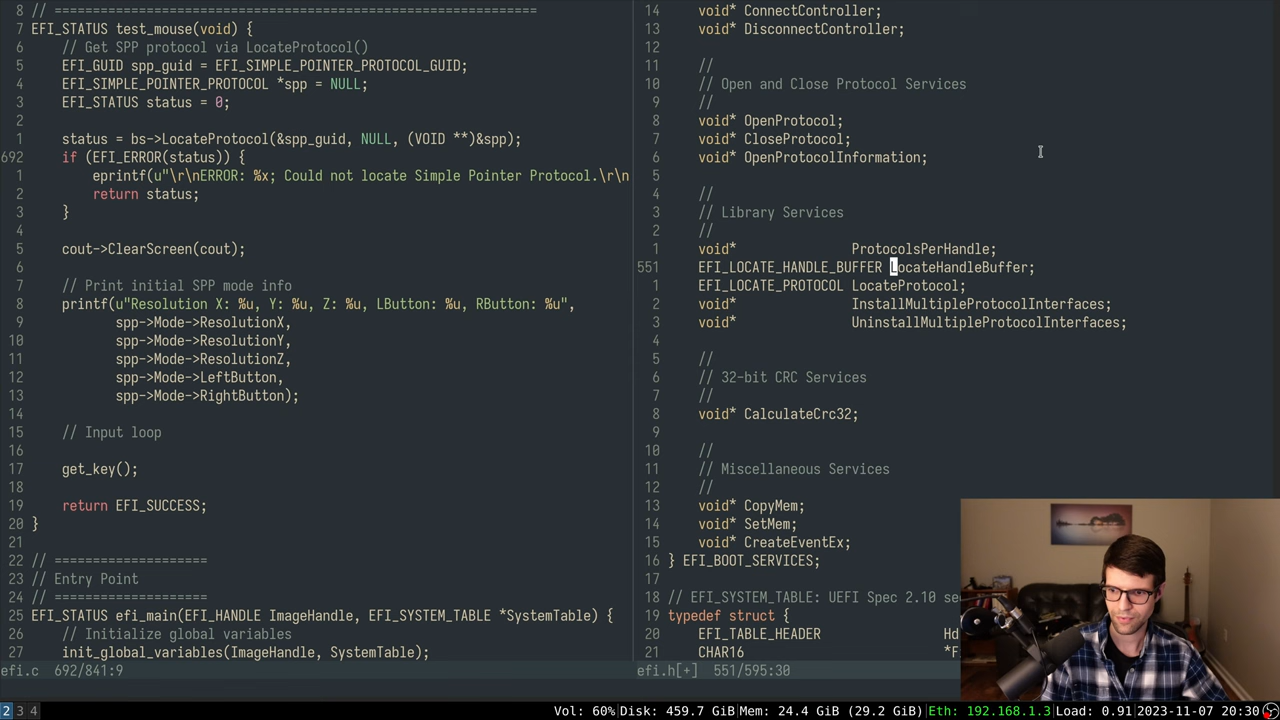 8 // ===============================================================
7 EFI_STATUS test_mouse(void) {
6     // Get SPP protocol via LocateProtocol()
5     EFI_GUID spp_guid = EFI_SIMPLE_POINTER_PROTOCOL_GUID;
4     EFI_SIMPLE_POINTER_PROTOCOL *spp = NULL;
3     EFI_STATUS status = 0;
2
1     status = bs->LocateProtocol(&spp_guid, NULL, (VOID **)&spp);
692     if (EFI_ERROR(status)) {
1         eprintf(u"\r\nERROR: %x; Could not locate Simple Pointer Protocol.\r\n
2         return status;
3     }
4
5     cout->ClearScreen(cout);
6
7     // Print initial SPP mode info
8     printf(u"Resolution X: %u, Y: %u, Z: %u, LButton: %u, RButton: %u",
9            spp->Mode->ResolutionX,
10            spp->Mode->ResolutionY,
11            spp->Mode->ResolutionZ,
12            spp->Mode->LeftButton,
13            spp->Mode->RightButton);
14
15     // Input loop
16
17     get_key();
18
19     return EFI_SUCCESS;
20 }
21
22 // ====================
23 // Entry Point
24 // ====================
25 EFI_STATUS efi_main(EFI_HANDLE ImageHandle, EFI_SYSTEM_TABLE *SystemTable) {
26     // Initialize global variables
27     init_global_variables(ImageHandle, SystemTable);
efi.c  692/841:9
14     void* ConnectController;
13     void* DisconnectController;
12
11     //
10     // Open and Close Protocol Services
9     //
8     void* OpenProtocol;
7     void* CloseProtocol;
6     void* OpenProtocolInformation;
5
4     //
3     // Library Services
2     //
1     void*               ProtocolsPerHandle;
551     EFI_LOCATE_HANDLE_BUFFER LocateHandleBuffer;
1     EFI_LOCATE_PROTOCOL LocateProtocol;
2     void*               InstallMultipleProtocolInterfaces;
3     void*               UninstallMultipleProtocolInterfaces;
4
5     //
6     // 32-bit CRC Services
7     //
8     void* CalculateCrc32;
9
10     //
11     // Miscellaneous Services
12     //
13     void* CopyMem;
14     void* SetMem;
15     void* CreateEventEx;
16 } EFI_BOOT_SERVICES;
17
18 // EFI_SYSTEM_TABLE: UEFI Spec 2.10 se
19 typedef struct {
20     EFI_TABLE_HEADER                Hd
21     CHAR16                          *F
efi.h[+]  551/595:30
2 3 4
Vol: 60%|Disk: 459.7 GiB|Mem: 24.4 GiB (29.2 GiB)|Eth: 192.168.1.3|Load: 0.91|2023-11-07 20:30